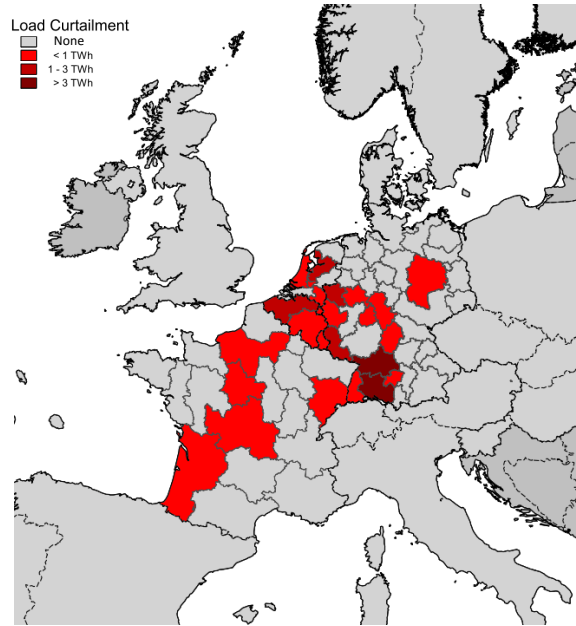 Load Curtailment
None
< 1 TWh
1 - 3 TWh
> 3 TWh